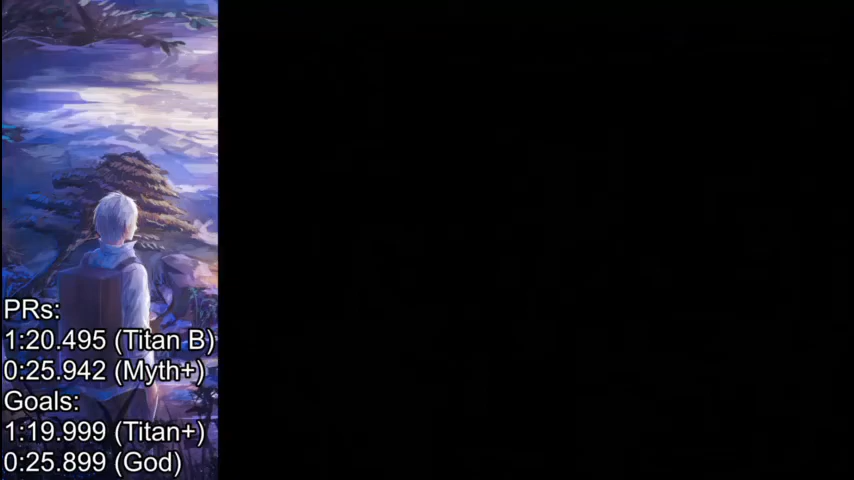 PRs:
1:20.495 (Titan B)
0:25.942 (Myth+)
Goals:
1:19.999 (Titan+)
0:25.899 (God)